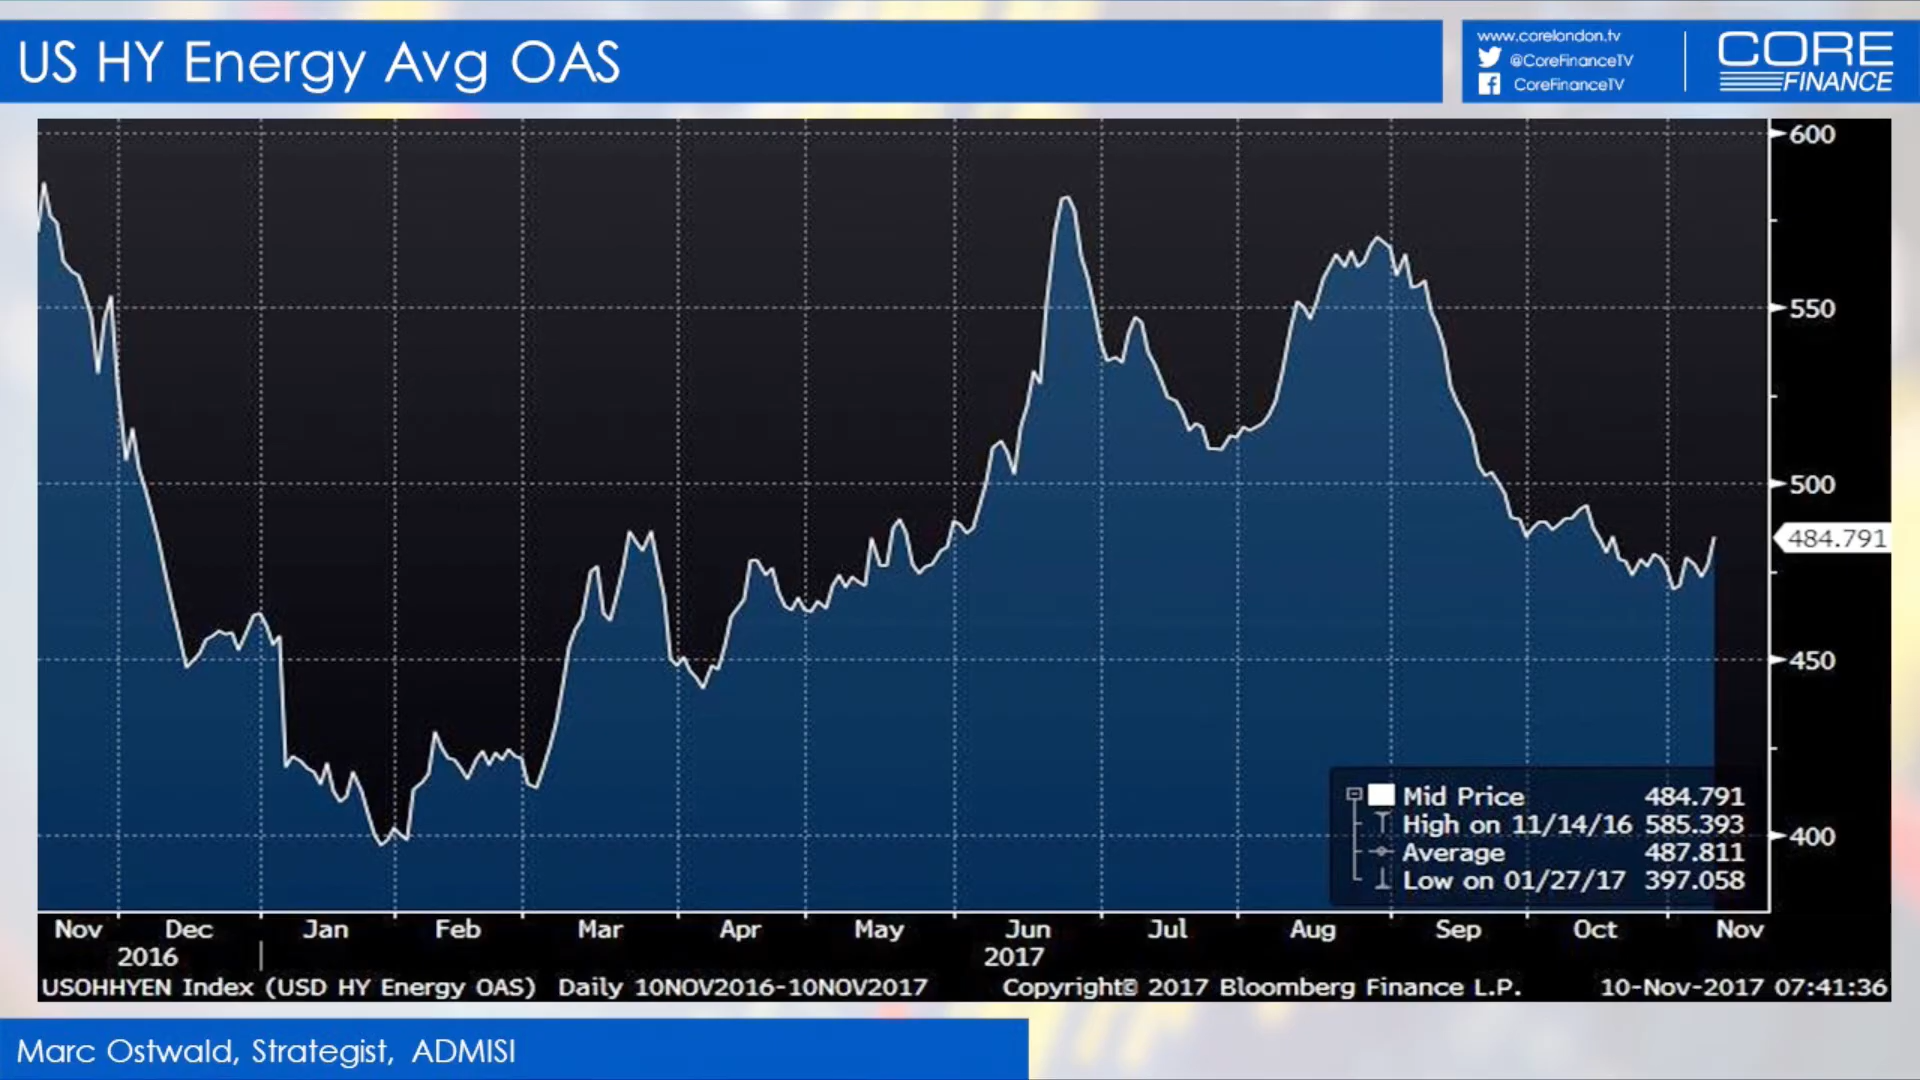 US HY Energy Avg OAS
www.corelondon.tv
@CoreFinanceTV
CoreFinanceTV
CORE
FINANCE
600
550
500
484.791
450
400
Mid Price 484.791
High on 11/14/16 585.393
Average 487.811
Low on 01/27/17 397.058
Nov Dec Jan Feb Mar Apr May Jun Jul Aug Sep Oct Nov
2016 2017
USOHHYEN Index (USD HY Energy OAS) Daily 10NOV2016-10NOV2017 Copyright© 2017 Bloomberg Finance L.P. 10-Nov-2017 07:41:36
Marc Ostwald, Strategist, ADMISI